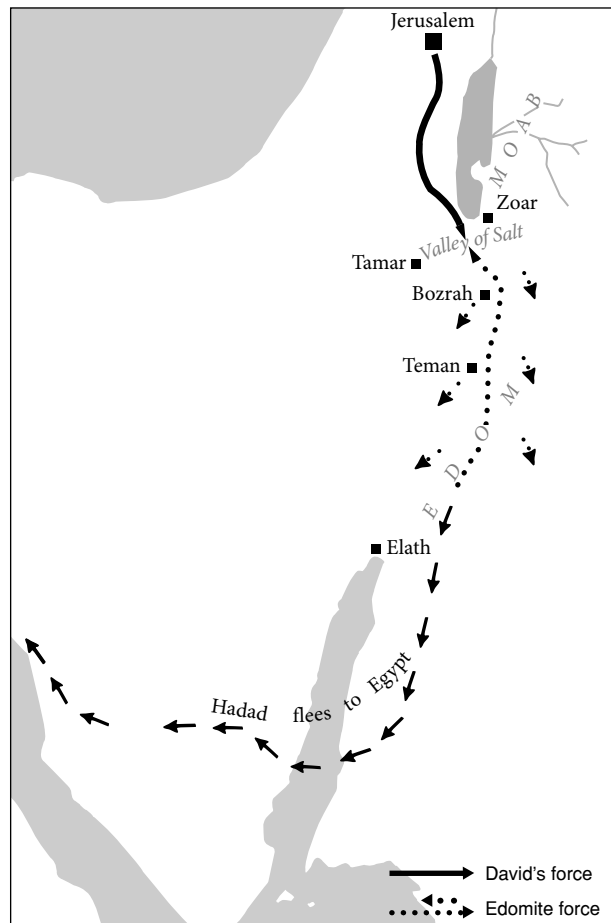 Jerusalem
MOAB
Zoar
Valley of Salt
Tamar
Bozrah
Teman
EDOM
Elath
Hadad flees to Egypt
David's force
Edomite force